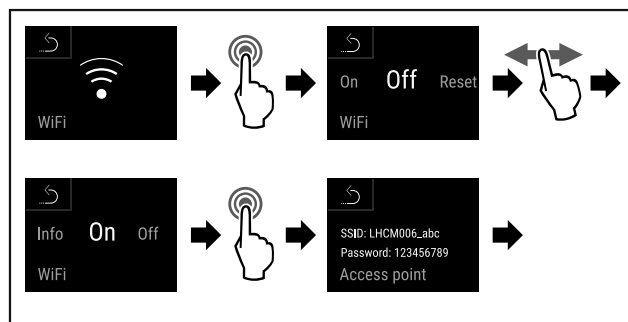 WiFi
On Off Reset
WiFi
Info On Off
WiFi
SSID: LHCM006_abc
Password: 123456789
Access point